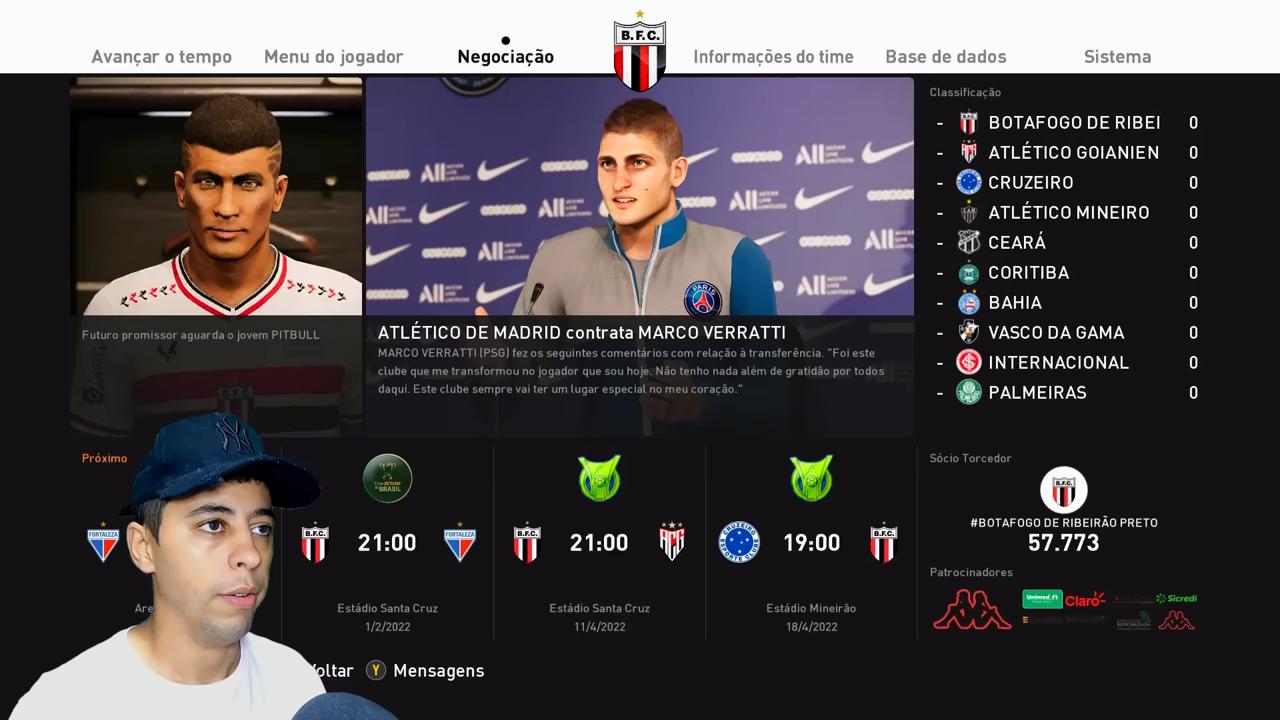 Avançar o tempo
Menu do jogador
Negociação
B.F.C.
Informações do time
Base de dados
Sistema
Futuro promissor aguarda o jovem PITBULL
ATLÉTICO DE MADRID contrata MARCO VERRATTI
MARCO VERRATTI (PSG) fez os seguintes comentários com relação à transferência. "Foi este
clube que me transformou no jogador que sou hoje. Não tenho nada além de gratidão por todos
daqui. Este clube sempre vai ter um lugar especial no meu coração."
Classificação
- BOTAFOGO DE RIBEI 0
- ATLÉTICO GOIANIEN 0
- CRUZEIRO 0
- ATLÉTICO MINEIRO 0
- CEARÁ 0
- CORITIBA 0
- BAHIA 0
- VASCO DA GAMA 0
- INTERNACIONAL 0
- PALMEIRAS 0
Próximo
FORTALEZA
Are
21:00
Estádio Santa Cruz
1/2/2022
21:00
Estádio Santa Cruz
11/4/2022
19:00
Estádio Mineirão
18/4/2022
Sócio Torcedor
#BOTAFOGO DE RIBEIRÃO PRETO
57.773
Patrocinadores
Unimed
Claro
Sicredi
Voltar
Y Mensagens